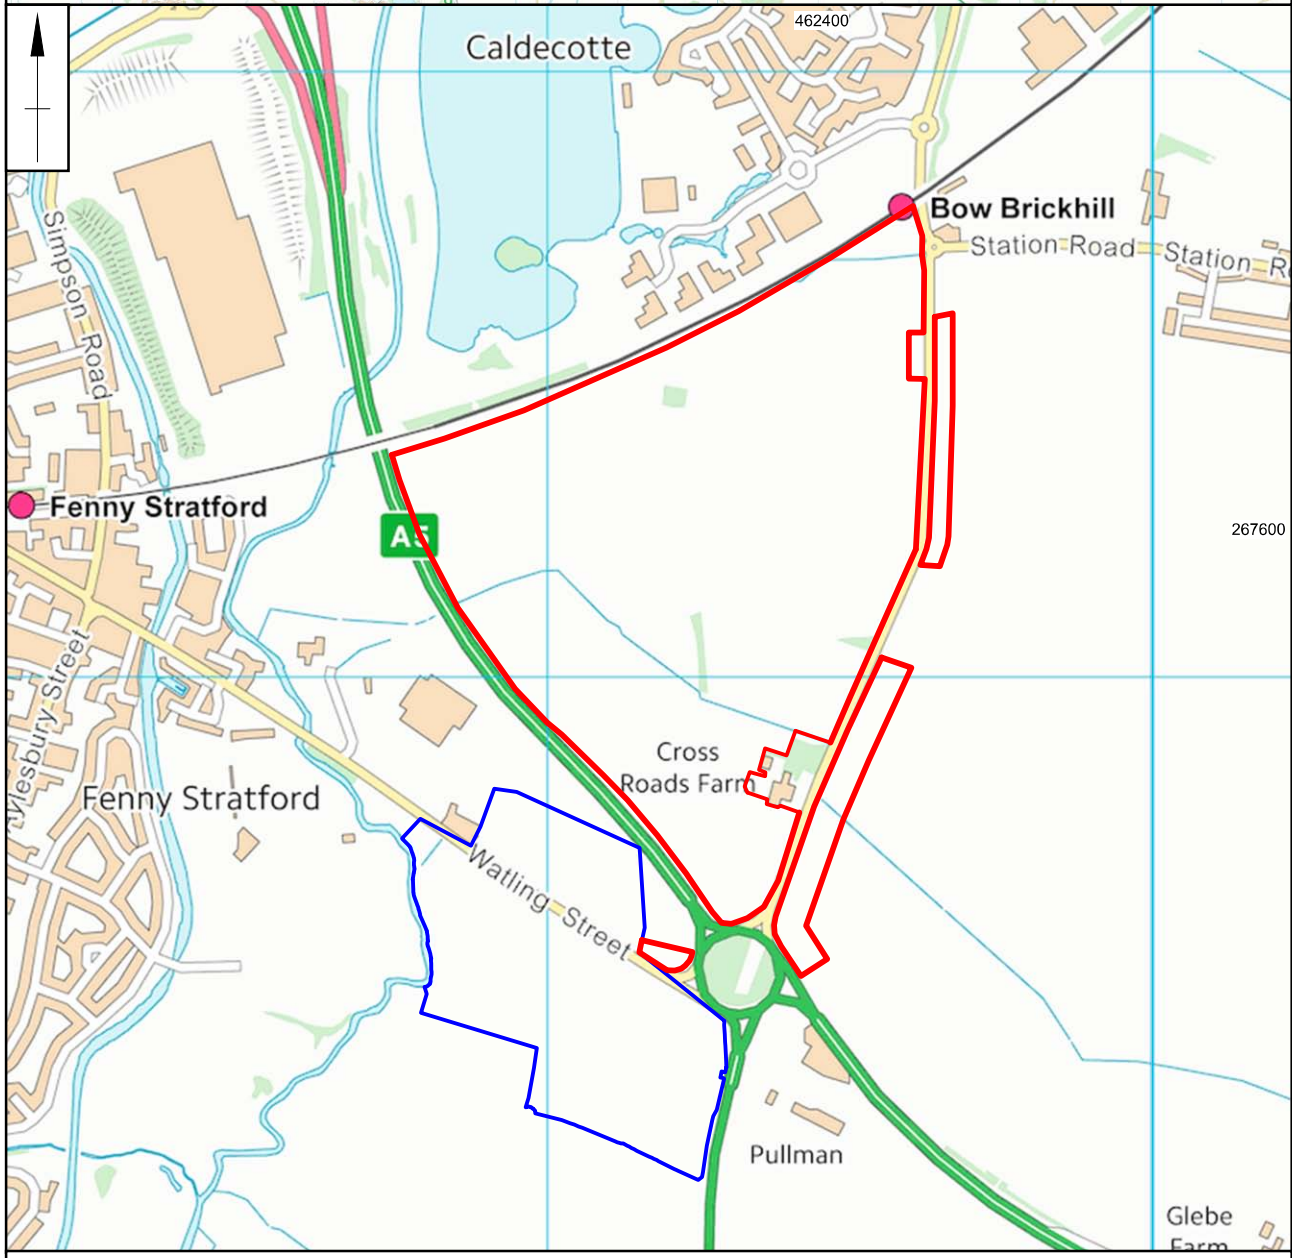 462400
Caldecotte
Bow Brickhill
Station Road
Station R
Simpson Road
Fenny Stratford
A5
267600
Aylesbury Street
Cross
Roads Farm
Fenny Stratford
Watling Street
Pullman
Glebe
Farm